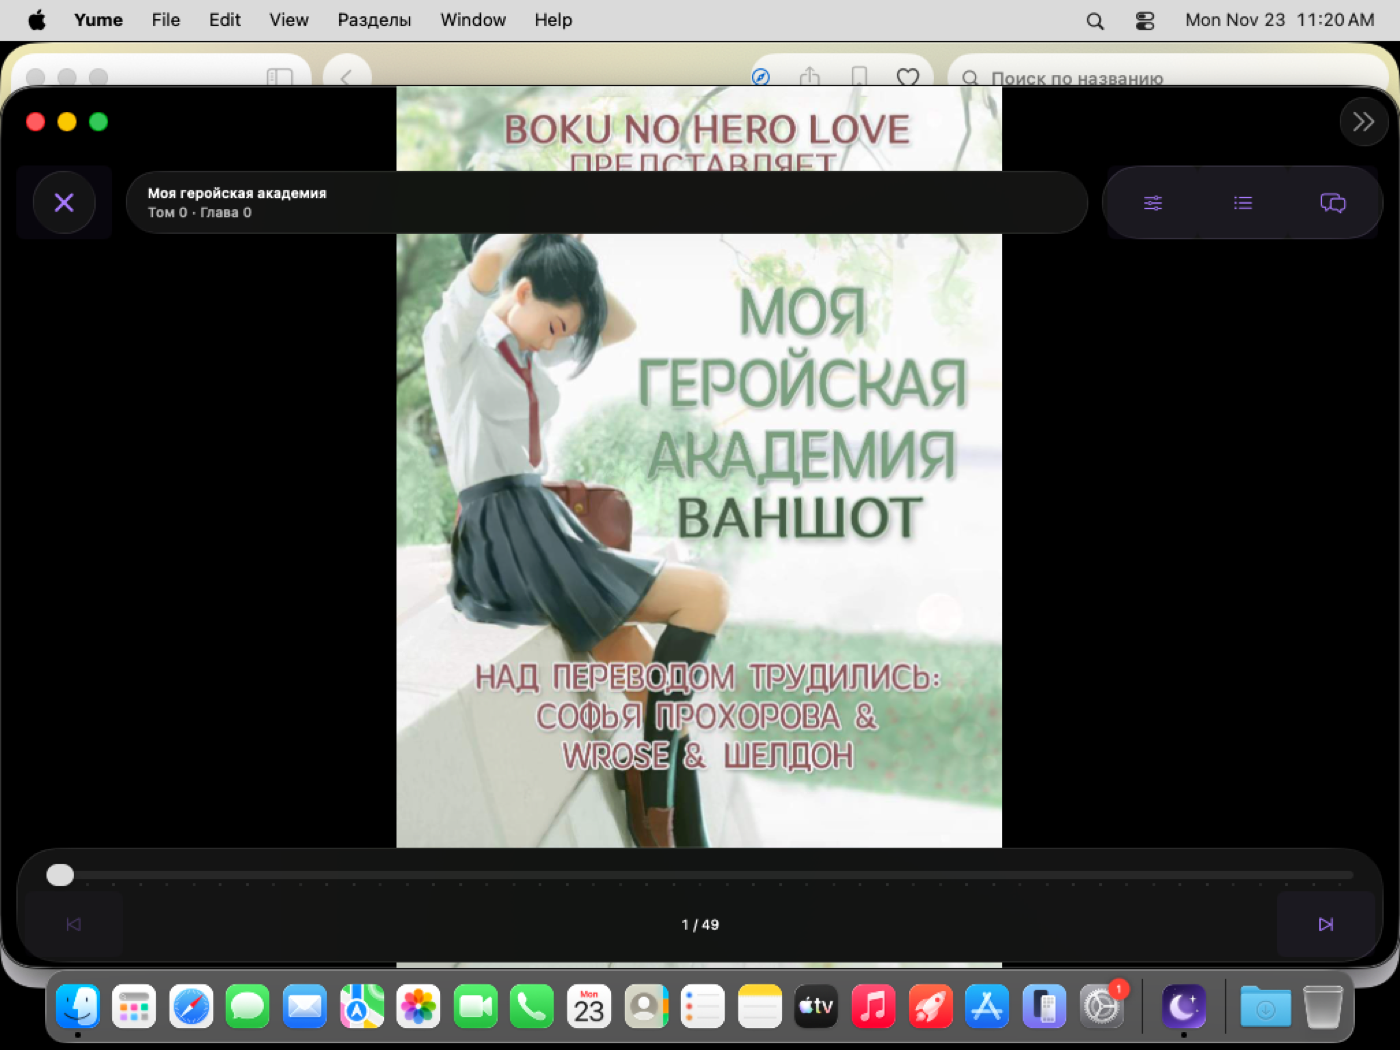 Yume File Edit View Разделы Window Help Mon Nov 23 11:20 AM
Поиск по названию
BOKU NO HERO LOVE
ПРЕДСТАВЛЯЕТ
Моя геройская академия
Том 0 · Глава 0
МОЯ
ГЕРОЙСКАЯ
АКАДЕМИЯ
ВАНШОТ
НАД ПЕРЕВОДОМ ТРУДИЛИСЬ:
СОФЬЯ ПРОХОРОВА &
WROSE & ШЕЛДОН
1 / 49
Mon
23
tv
1